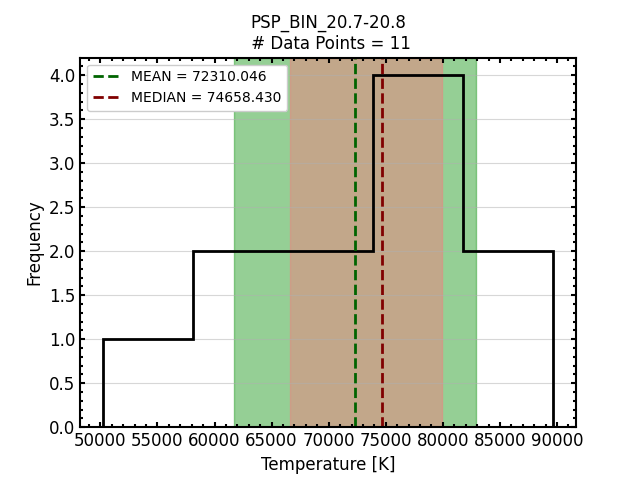 PSP_BIN_20.7-20.8
# Data Points = 11
MEAN = 72310.046
MEDIAN = 74658.430
4.0
3.5
3.0
2.5
2.0
1.5
1.0
0.5
0.0
Frequency
50000 55000 60000 65000 70000 75000 80000 85000 90000
Temperature [K]